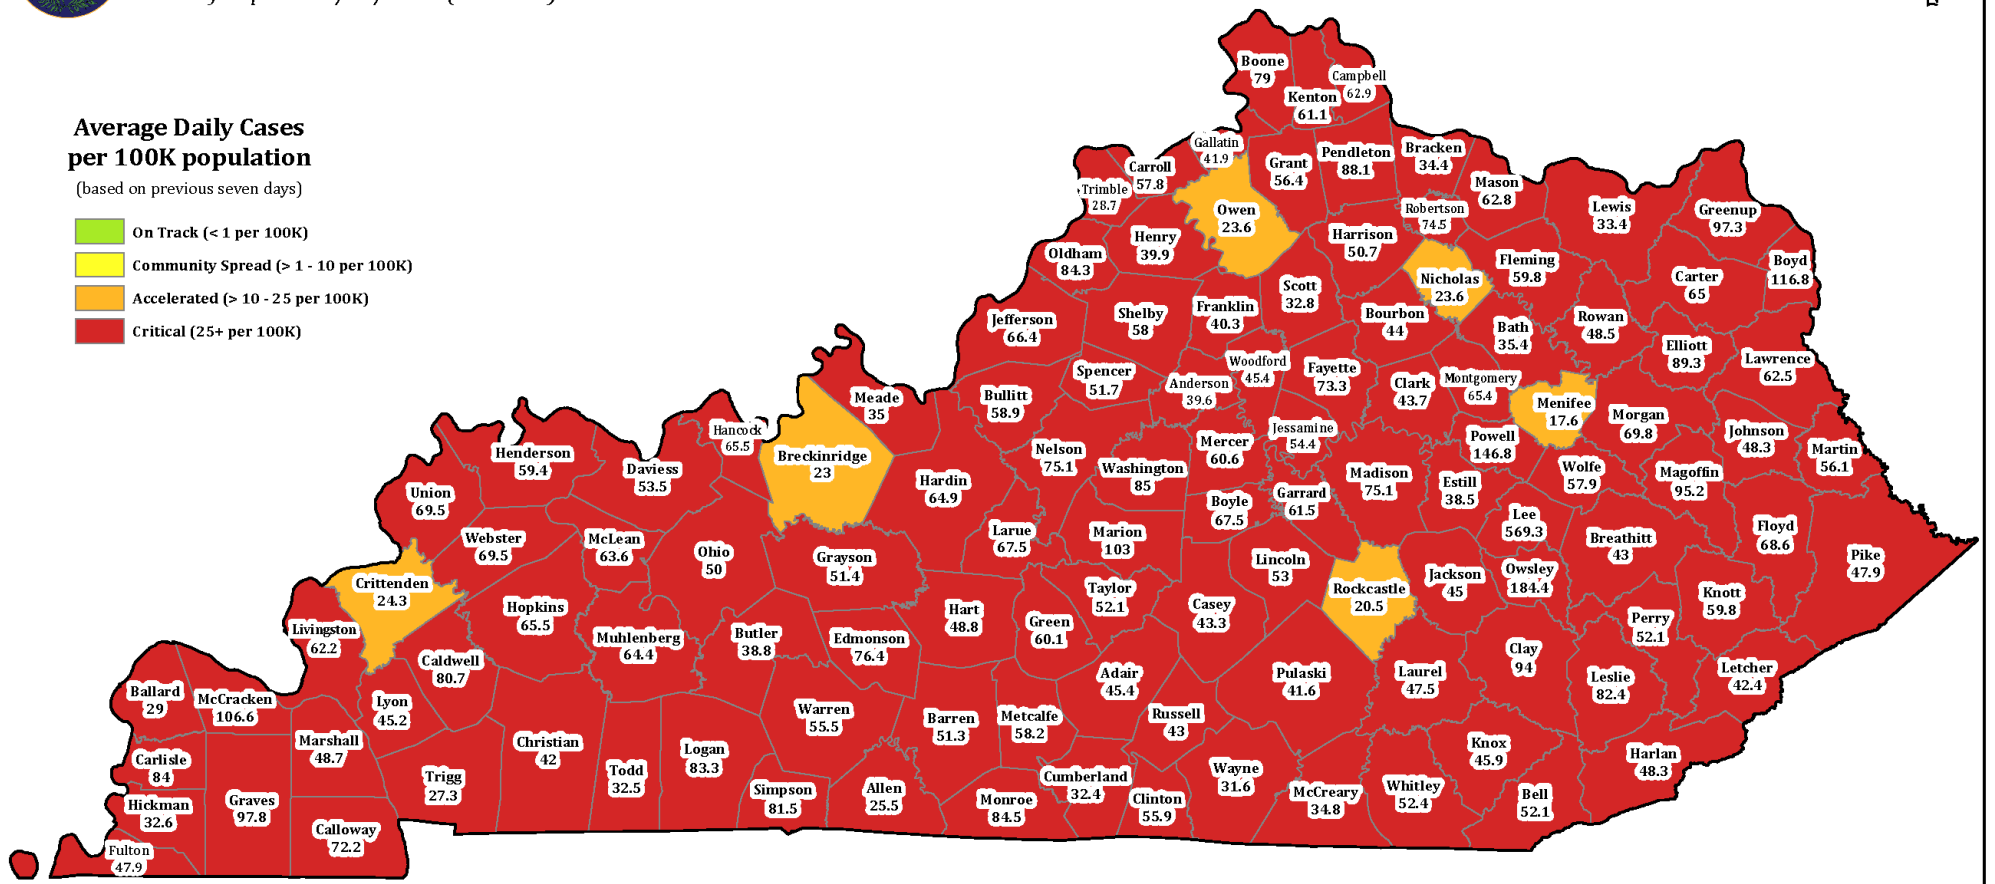 Average Daily Cases
per 100K population
(based on previous seven days)
On Track (< 1 per 100K)
Community Spread (> 1 - 10 per 100K)
Accelerated (> 10 - 25 per 100K)
Critical (25+ per 100K)
Boone
79
Campbell
62.9
Kenton
61.1
Gallatin
41.9
Carroll
57.8
Trimble
28.7
Grant
56.4
Pendleton
88.1
Bracken
34.4
Mason
62.8
Robertson
74.5
Lewis
33.4
Greenup
97.3
Owen
23.6
Henry
39.9
Oldham
84.3
Harrison
50.7
Nicholas
23.6
Fleming
59.8
Carter
65
Boyd
116.8
Scott
32.8
Franklin
40.3
Shelby
58
Jefferson
66.4
Bourbon
44
Bath
35.4
Rowan
48.5
Elliott
89.3
Lawrence
62.5
Woodford
45.4
Fayette
73.3
Spencer
51.7
Anderson
39.6
Clark
43.7
Montgomery
65.4
Menifee
17.6
Morgan
69.8
Johnson
48.3
Martin
56.1
Bullitt
58.9
Meade
35
Hancock
65.5
Breckinridge
23
Henderson
59.4
Daviess
53.5
Union
69.5
Hardin
64.9
Nelson
75.1
Washington
85
Mercer
60.6
Jessamine
54.4
Madison
75.1
Powell
146.8
Estill
38.5
Wolfe
57.9
Magoffin
95.2
Boyle
67.5
Garrard
61.5
Lee
569.3
Breathitt
43
Floyd
68.6
Pike
47.9
Webster
69.5
McLean
63.6
Ohio
50
Grayson
51.4
Larue
67.5
Marion
103
Lincoln
53
Rockcastle
20.5
Jackson
45
Owsley
184.4
Knott
59.8
Perry
52.1
Crittenden
24.3
Livingston
62.2
Hopkins
65.5
Muhlenberg
64.4
Butler
38.8
Edmonson
76.4
Hart
48.8
Green
60.1
Taylor
52.1
Casey
43.3
Caldwell
80.7
Pulaski
41.6
Laurel
47.5
Clay
94
Leslie
82.4
Letcher
42.4
Adair
45.4
Ballard
29
McCracken
106.6
Lyon
45.2
Marshall
48.7
Carlisle
84
Christian
42
Todd
32.5
Logan
83.3
Warren
55.5
Barren
51.3
Metcalfe
58.2
Russell
43
Knox
45.9
Harlan
48.3
Trigg
27.3
Hickman
32.6
Graves
97.8
Calloway
72.2
Fulton
47.9
Simpson
81.5
Allen
25.5
Monroe
84.5
Cumberland
32.4
Clinton
55.9
Wayne
31.6
McCreary
34.8
Whitley
52.4
Bell
52.1